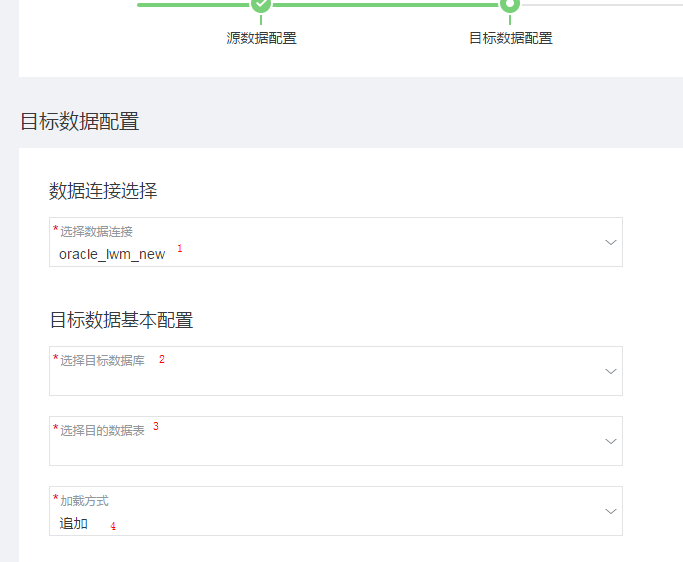 源数据配置
目标数据配置
目标数据配置
数据连接选择
*选择数据连接
oracle_lwm_new 1
目标数据基本配置
*选择目标数据库 2
*选择目的数据表 3
*加载方式
追加 4